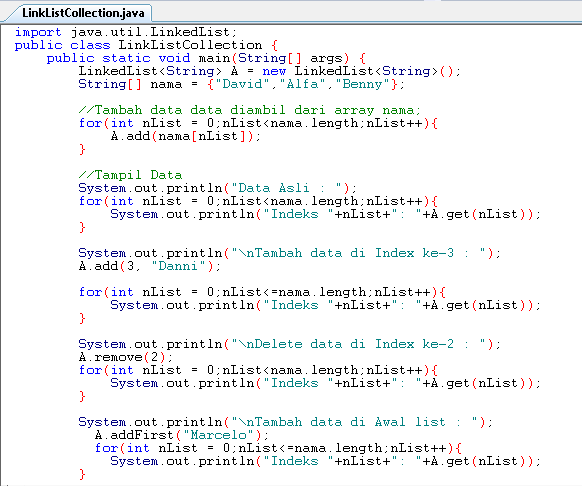 LinkListCollection.java
import java.util.LinkedList;
public class LinkListCollection {
    public static void main(String[] args) {
        LinkedList<String> A = new LinkedList<String>();
        String[] nama = {"David","Alfa","Benny"};

        //Tambah data data diambil dari array nama;
        for(int nList = 0;nList<nama.length;nList++){
            A.add(nama[nList]);
        }

        //Tampil Data
        System.out.println("Data Asli : ");
        for(int nList = 0;nList<nama.length;nList++){
            System.out.println("Indeks "+nList+": "+A.get(nList));
        }

        System.out.println("\nTambah data di Index ke-3 : ");
        A.add(3, "Danni");

        for(int nList = 0;nList<=nama.length;nList++){
            System.out.println("Indeks "+nList+": "+A.get(nList));
        }

        System.out.println("\nDelete data di Index ke-2 : ");
        A.remove(2);
        for(int nList = 0;nList<nama.length;nList++){
            System.out.println("Indeks "+nList+": "+A.get(nList));
        }

        System.out.println("\nTambah data di Awal list : ");
          A.addFirst("Marcelo");
          for(int nList = 0;nList<=nama.length;nList++){
            System.out.println("Indeks "+nList+": "+A.get(nList));
        }